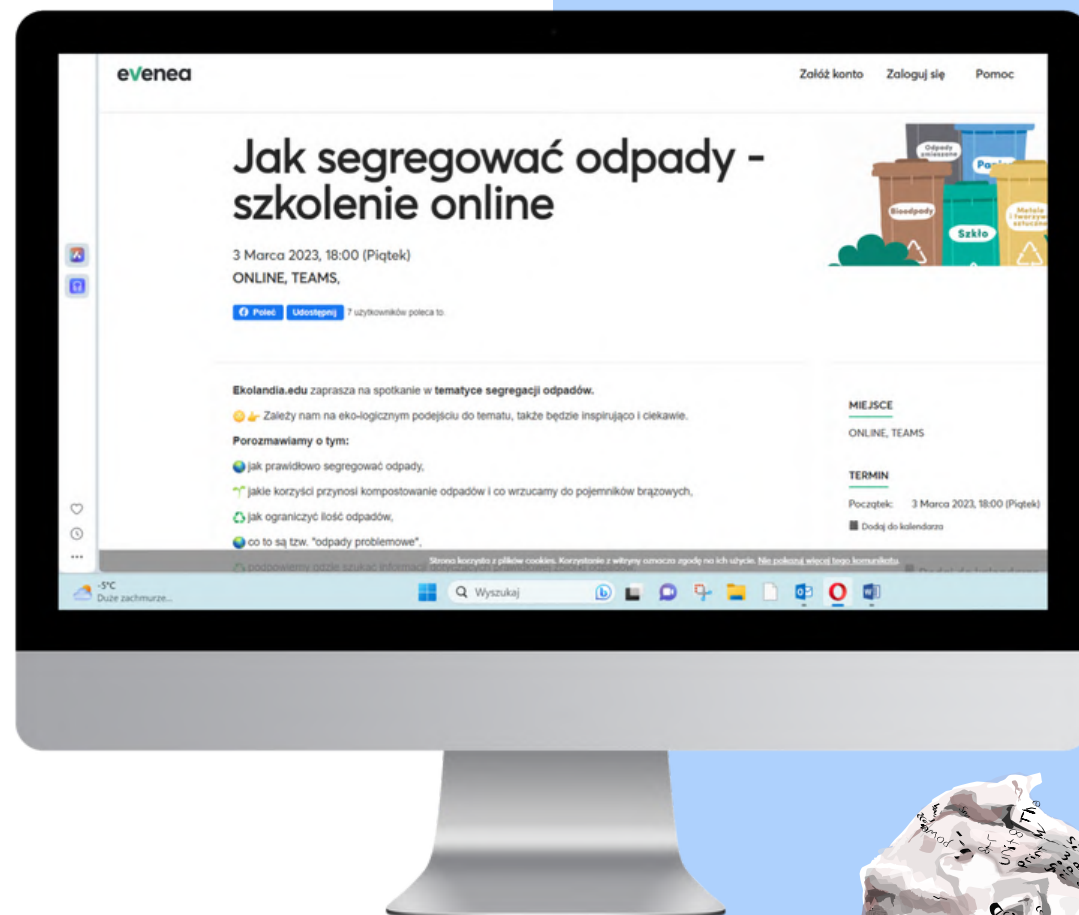 evenea
Załóż konto Zaloguj się Pomoc
Jak segregować odpady -
szkolenie online
3 Marca 2023, 18:00 (Piątek)
ONLINE, TEAMS,
Poleć Udostępnij 7 użytkowników poleca to.
Odpady
zmieszane
Papier
Bioodpady
Szkło
Metale
i tworzywa
sztuczne
Ekolandia.edu zaprasza na spotkanie w tematyce segregacji odpadów.
Zależy nam na eko-logicznym podejściu do tematu, także będzie inspirująco i ciekawie.
Porozmawiamy o tym:
jak prawidłowo segregować odpady,
jakie korzyści przynosi kompostowanie odpadów i co wrzucamy do pojemników brązowych,
jak ograniczyć ilość odpadów,
co to są tzw. "odpady problemowe",
podpowiemy gdzie szukać informacji
MIEJSCE
ONLINE, TEAMS
TERMIN
Początek: 3 Marca 2023, 18:00 (Piątek)
Dodaj do kalendarza
Strona korzysta z plików cookies. Korzystanie z witryny oznacza zgodę na ich użycie. Nie pokazuj więcej tego komunikatu.
-5°C
Duże zachmurze...
Wyszukaj